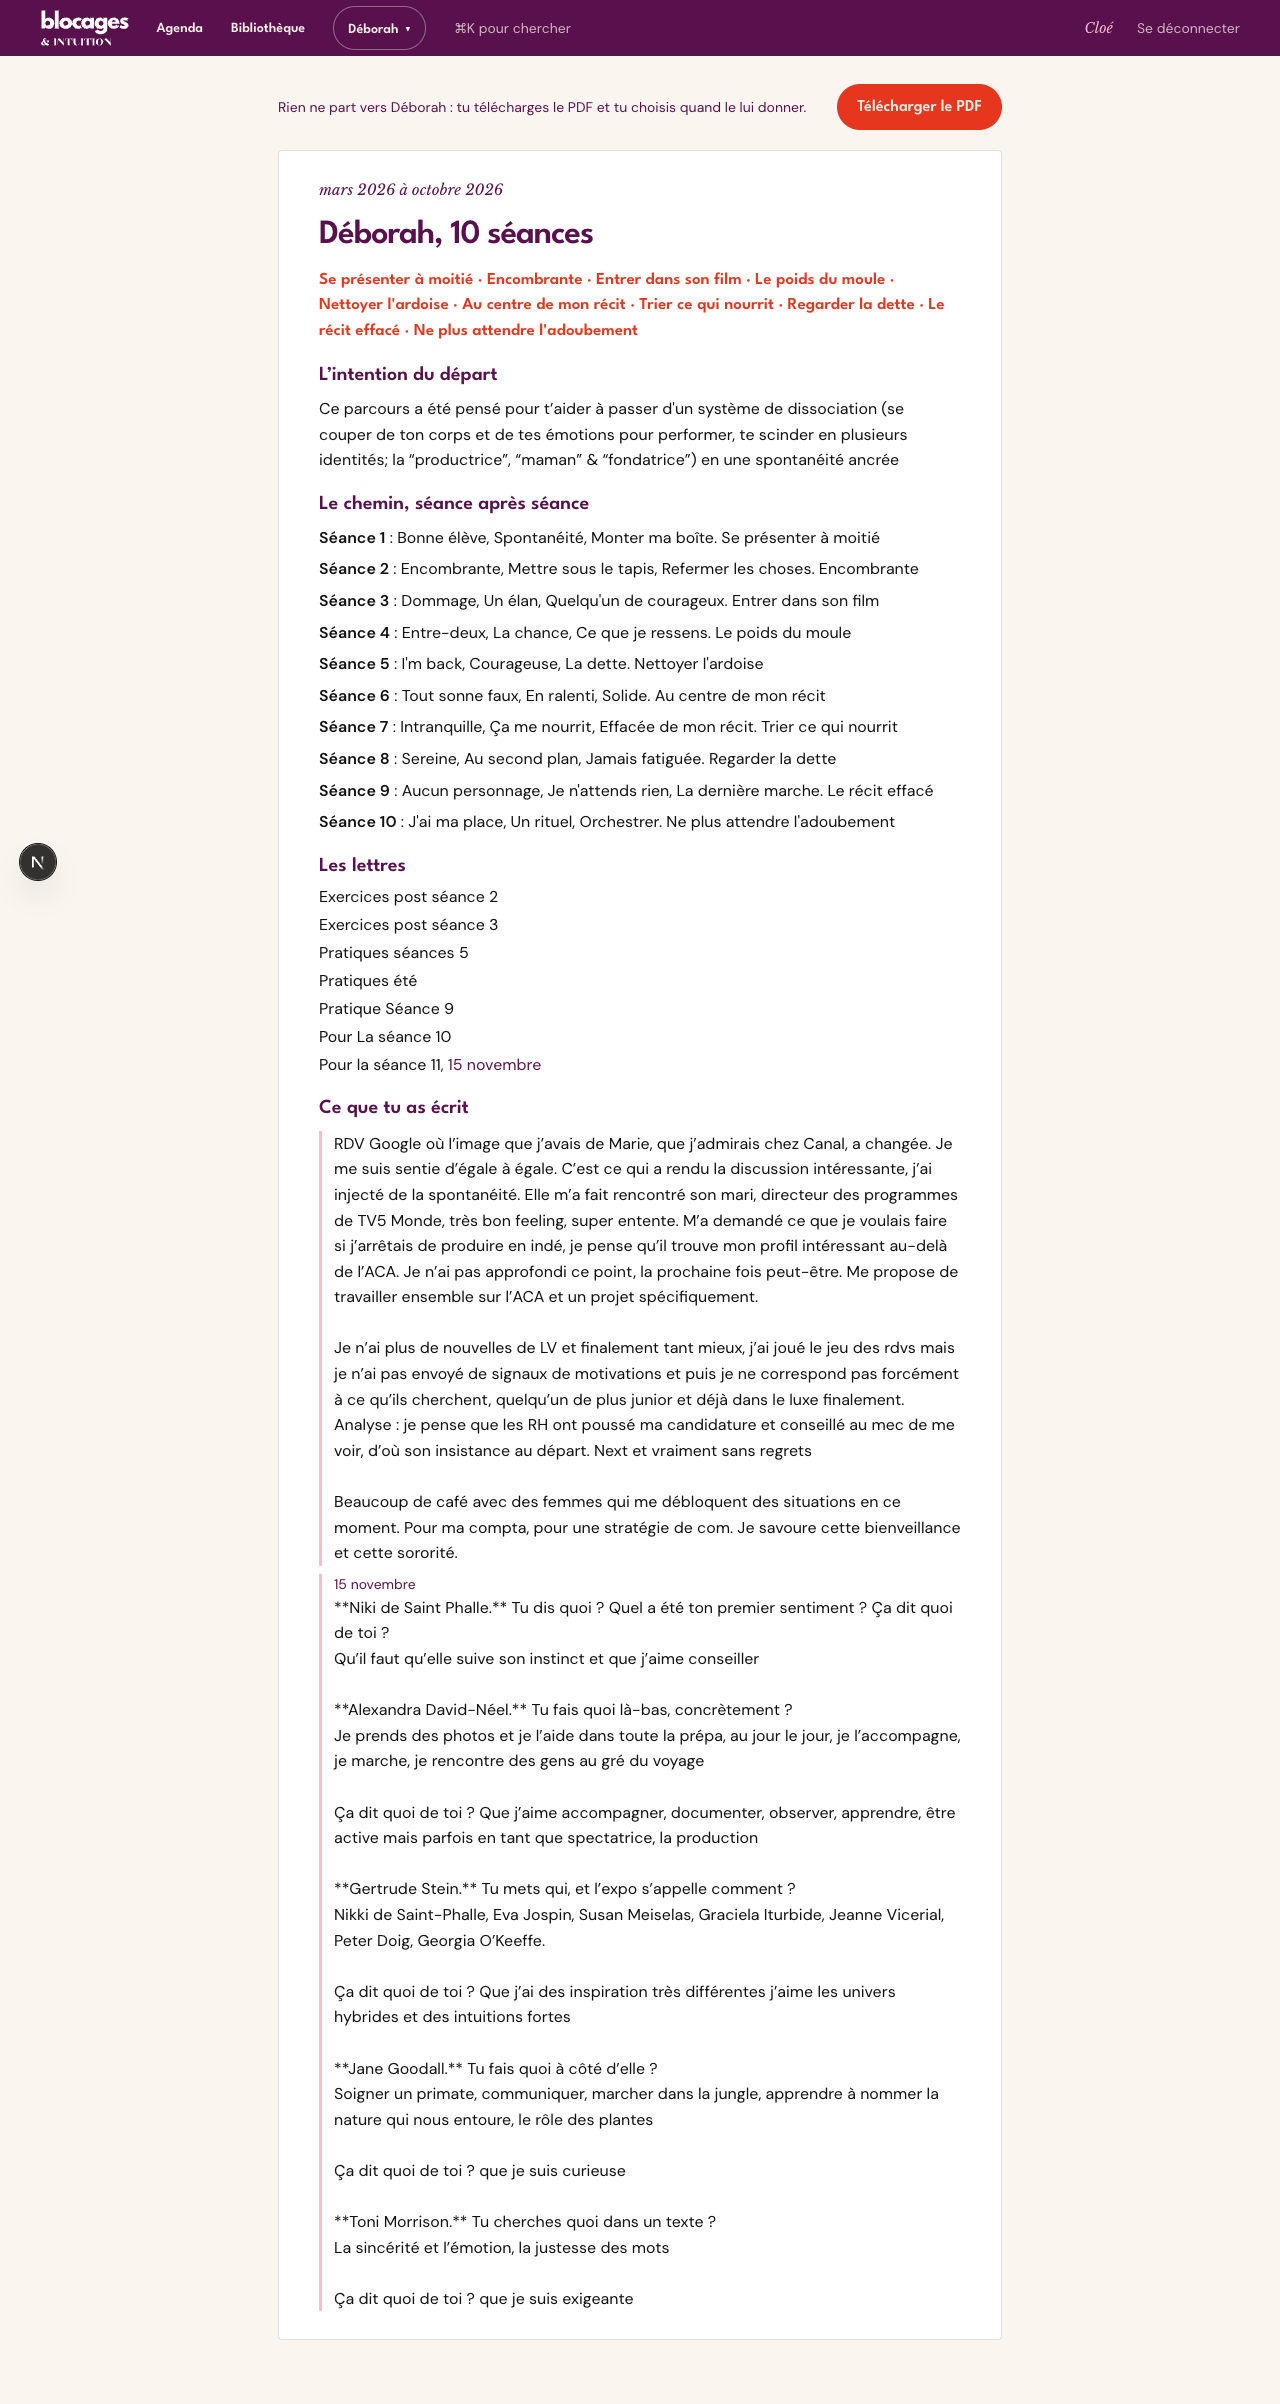 blocages
& INTUITION
Agenda
Bibliothèque
Déborah ▾
⌘K pour chercher
Cloé
Se déconnecter
Rien ne part vers Déborah : tu télécharges le PDF et tu choisis quand le lui donner.
Télécharger le PDF
mars 2026 à octobre 2026
Déborah, 10 séances
Se présenter à moitié · Encombrante · Entrer dans son film · Le poids du moule ·
Nettoyer l'ardoise · Au centre de mon récit · Trier ce qui nourrit · Regarder la dette · Le
récit effacé · Ne plus attendre l'adoubement
L’intention du départ
Ce parcours a été pensé pour t’aider à passer d'un système de dissociation (se
couper de ton corps et de tes émotions pour performer, te scinder en plusieurs
identités; la “productrice”, “maman” & “fondatrice”) en une spontanéité ancrée
Le chemin, séance après séance
Séance 1 : Bonne élève, Spontanéité, Monter ma boîte. Se présenter à moitié
Séance 2 : Encombrante, Mettre sous le tapis, Refermer les choses. Encombrante
Séance 3 : Dommage, Un élan, Quelqu'un de courageux. Entrer dans son film
Séance 4 : Entre-deux, La chance, Ce que je ressens. Le poids du moule
Séance 5 : I'm back, Courageuse, La dette. Nettoyer l'ardoise
Séance 6 : Tout sonne faux, En ralenti, Solide. Au centre de mon récit
Séance 7 : Intranquille, Ça me nourrit, Effacée de mon récit. Trier ce qui nourrit
Séance 8 : Sereine, Au second plan, Jamais fatiguée. Regarder la dette
Séance 9 : Aucun personnage, Je n'attends rien, La dernière marche. Le récit effacé
Séance 10 : J'ai ma place, Un rituel, Orchestrer. Ne plus attendre l'adoubement
Les lettres
Exercices post séance 2
Exercices post séance 3
Pratiques séances 5
Pratiques été
Pratique Séance 9
Pour La séance 10
Pour la séance 11, 15 novembre
Ce que tu as écrit
RDV Google où l’image que j’avais de Marie, que j’admirais chez Canal, a changée. Je
me suis sentie d’égale à égale. C’est ce qui a rendu la discussion intéressante, j’ai
injecté de la spontanéité. Elle m’a fait rencontré son mari, directeur des programmes
de TV5 Monde, très bon feeling, super entente. M’a demandé ce que je voulais faire
si j’arrêtais de produire en indé, je pense qu’il trouve mon profil intéressant au-delà
de l’ACA. Je n’ai pas approfondi ce point, la prochaine fois peut-être. Me propose de
travailler ensemble sur l’ACA et un projet spécifiquement.
Je n’ai plus de nouvelles de LV et finalement tant mieux, j’ai joué le jeu des rdvs mais
je n’ai pas envoyé de signaux de motivations et puis je ne correspond pas forcément
à ce qu’ils cherchent, quelqu’un de plus junior et déjà dans le luxe finalement.
Analyse : je pense que les RH ont poussé ma candidature et conseillé au mec de me
voir, d’où son insistance au départ. Next et vraiment sans regrets
Beaucoup de café avec des femmes qui me débloquent des situations en ce
moment. Pour ma compta, pour une stratégie de com. Je savoure cette bienveillance
et cette sororité.
15 novembre
**Niki de Saint Phalle.** Tu dis quoi ? Quel a été ton premier sentiment ? Ça dit quoi
de toi ?
Qu’il faut qu’elle suive son instinct et que j’aime conseiller
**Alexandra David-Néel.** Tu fais quoi là-bas, concrètement ?
Je prends des photos et je l’aide dans toute la prépa, au jour le jour, je l’accompagne,
je marche, je rencontre des gens au gré du voyage
Ça dit quoi de toi ? Que j’aime accompagner, documenter, observer, apprendre, être
active mais parfois en tant que spectatrice, la production
**Gertrude Stein.** Tu mets qui, et l’expo s’appelle comment ?
Nikki de Saint-Phalle, Eva Jospin, Susan Meiselas, Graciela Iturbide, Jeanne Vicerial,
Peter Doig, Georgia O’Keeffe.
Ça dit quoi de toi ? Que j’ai des inspiration très différentes j’aime les univers
hybrides et des intuitions fortes
**Jane Goodall.** Tu fais quoi à côté d’elle ?
Soigner un primate, communiquer, marcher dans la jungle, apprendre à nommer la
nature qui nous entoure, le rôle des plantes
Ça dit quoi de toi ? que je suis curieuse
**Toni Morrison.** Tu cherches quoi dans un texte ?
La sincérité et l’émotion, la justesse des mots
Ça dit quoi de toi ? que je suis exigeante